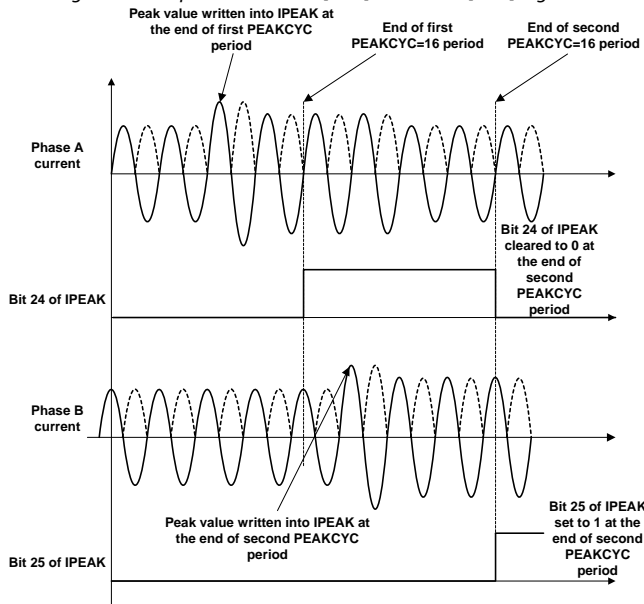 Peak value written into IPEAK at
the end of first PEAKCYC
period
End of first
PEAKCYC=16 period
End of second
PEAKCYC=16 period
Phase A
current
Bit 24 of IPEAK
cleared to 0 at
the end of
second
PEAKCYC
period
Bit 24 of IPEAK
Phase B
current
Peak value written into IPEAK at
the end of second PEAKCYC
period
Bit 25 of IPEAK
set to 1 at the
end of second
PEAKCYC
period
Bit 25 of IPEAK